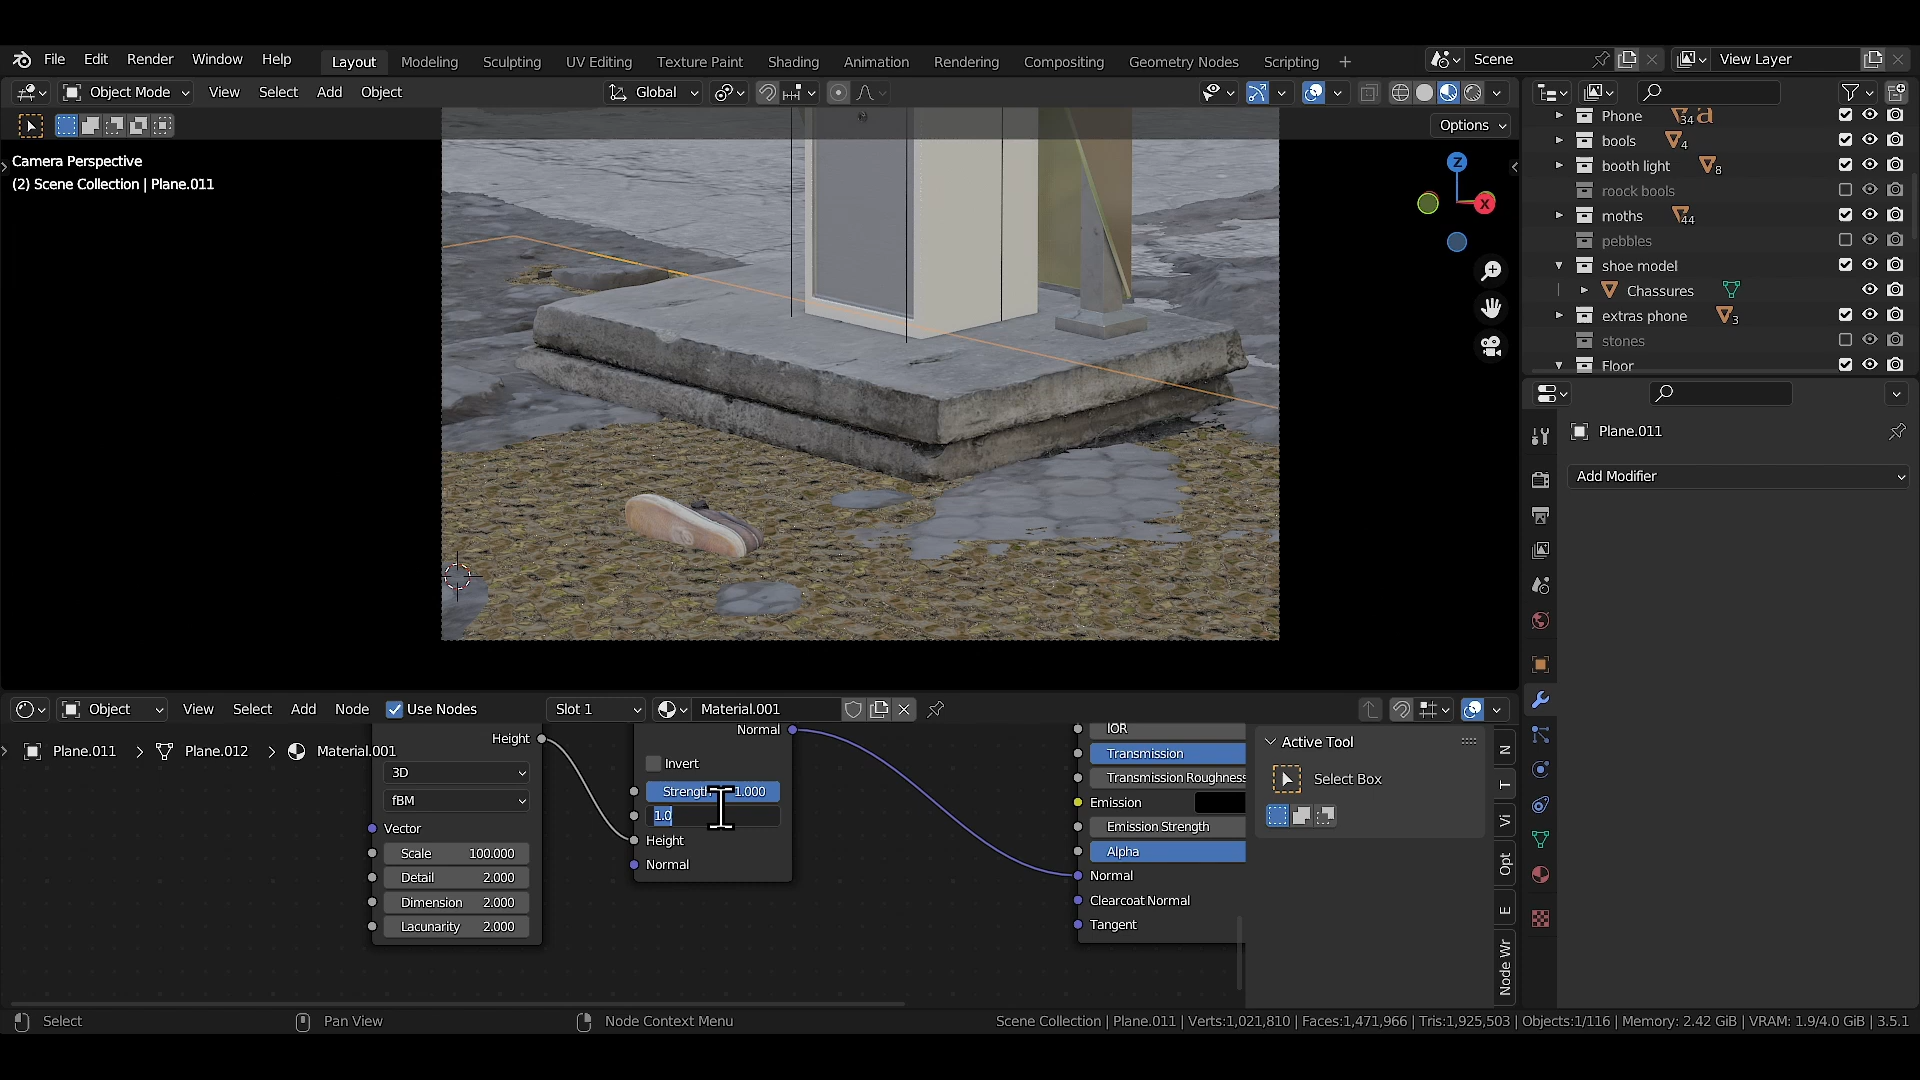 File Edit Render Window Help Layout Modeling Sculpting UV Editing Texture Paint Shading Animation Rendering Compositing Geometry Nodes Scripting + Scene View Layer
Object Mode View Select Add Object Global
Options
Camera Perspective
(2) Scene Collection | Plane.011
Z
X
Phone 34
bools 4
booth light 8
roock bools
moths 44
pebbles
shoe model
Chassures
extras phone 3
stones
Floor
Plane.011
Add Modifier
Object View Select Add Node Use Nodes Slot 1 Material.001
Plane.011 > Plane.012 > Material.001
Height
3D
fBM
Vector
Scale 100.000
Detail 2.000
Dimension 2.000
Lacunarity 2.000
Normal
Invert
Strength 1.000
1.0
Height
Normal
IOR
Transmission
Transmission Roughness
Emission
Emission Strength
Alpha
Normal
Clearcoat Normal
Tangent
Active Tool
Select Box
N
T
Vi
Opt
E
Node Wr
Select Pan View Node Context Menu Scene Collection | Plane.011 | Verts:1,021,810 | Faces:1,471,966 | Tris:1,925,503 | Objects:1/116 | Memory: 2.42 GiB | VRAM: 1.9/4.0 GiB | 3.5.1